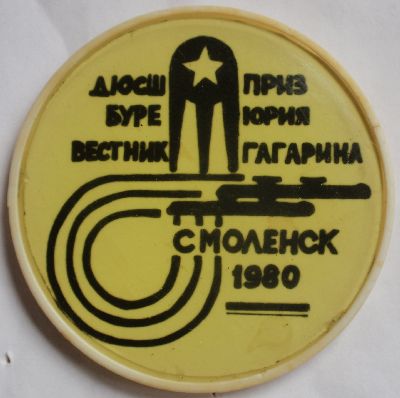 ДЮСШ ПРИЗ
БУРЕ ЮРИЯ
ВЕСТНИК ГАГАРИНА
СМОЛЕНСК
1980